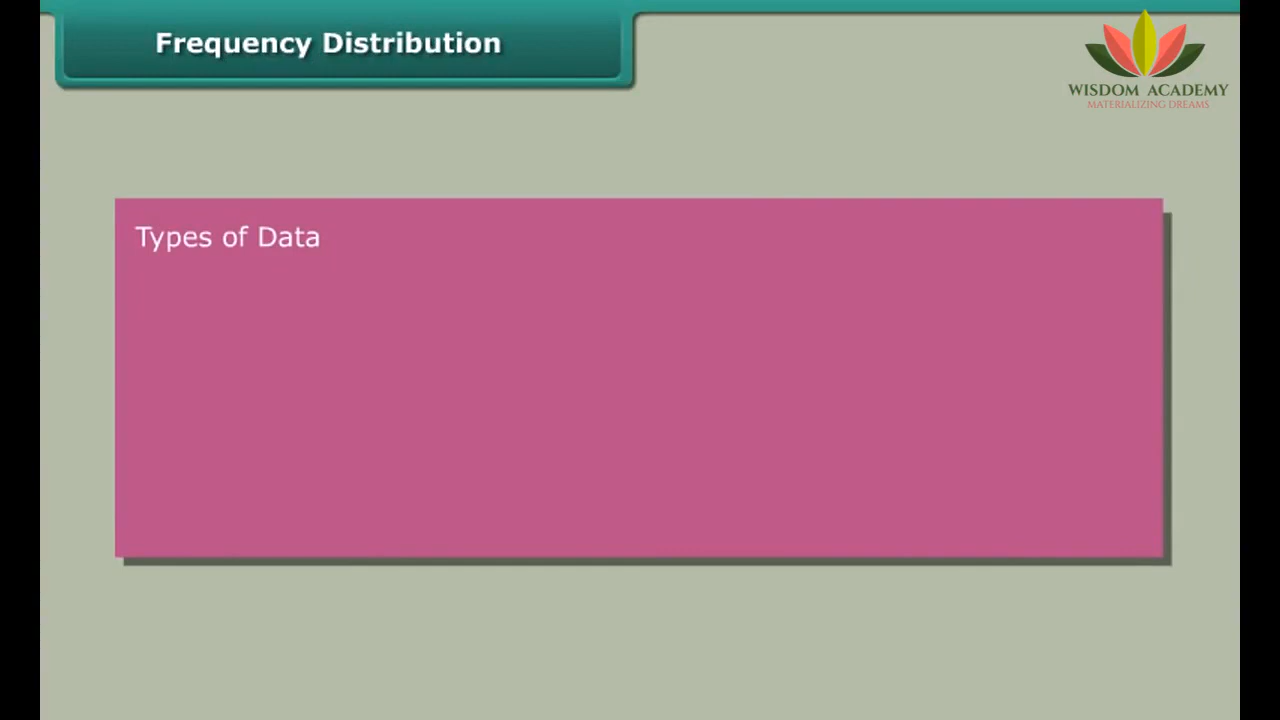 Frequency Distribution
WISDOM ACADEMY
MATERIALIZING DREAMS
Types of Data